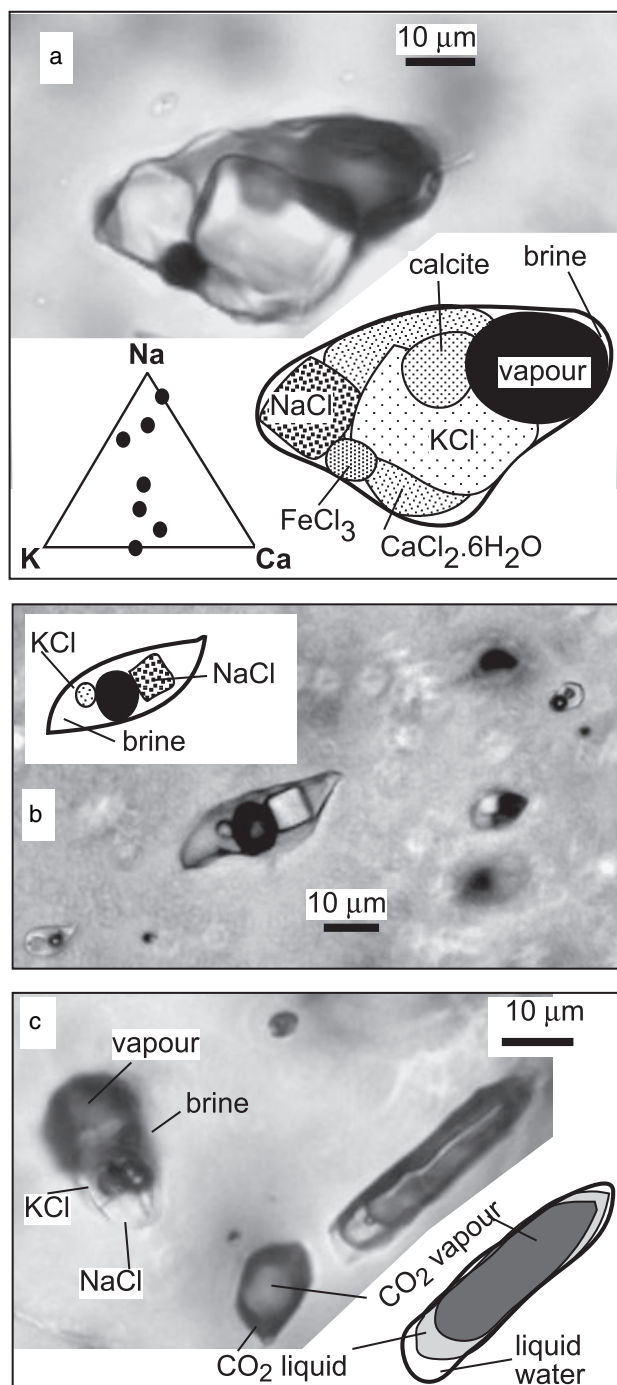 a
10 μm
calcite
brine
vapour
NaCl
KCl
FeCl3
CaCl2.6H2O
Na
K
Ca
KCl
NaCl
brine
b
10 μm
c
10 μm
vapour
brine
KCl
NaCl
CO2 vapour
CO2 liquid
liquid
water